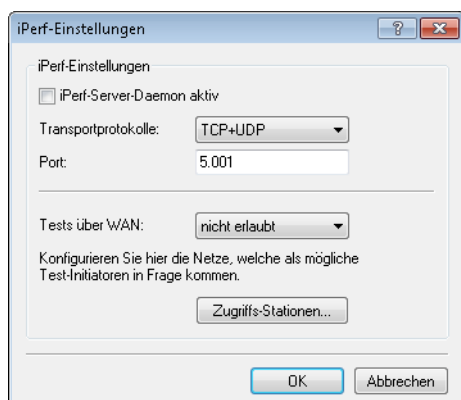 iPerf-Einstellungen
iPerf-Einstellungen
iPerf-Server-Daemon aktiv
Transportprotokolle: TCP+UDP
Port: 5.001
Tests über WAN: nicht erlaubt
Konfigurieren Sie hier die Netze, welche als mögliche
Test-Initiatoren in Frage kommen.
Zugriffs-Stationen...
OK Abbrechen